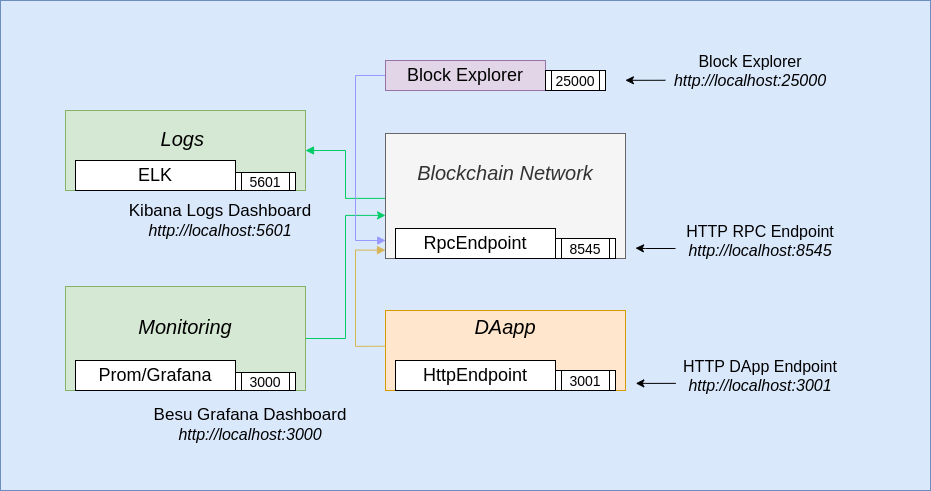 Block Explorer
25000
Block Explorer
http://localhost:25000
Logs
ELK
5601
Kibana Logs Dashboard
http://localhost:5601
Blockchain Network
RpcEndpoint
8545
HTTP RPC Endpoint
http://localhost:8545
Monitoring
Prom/Grafana
3000
Besu Grafana Dashboard
http://localhost:3000
DAapp
HttpEndpoint
3001
HTTP DApp Endpoint
http://localhost:3001